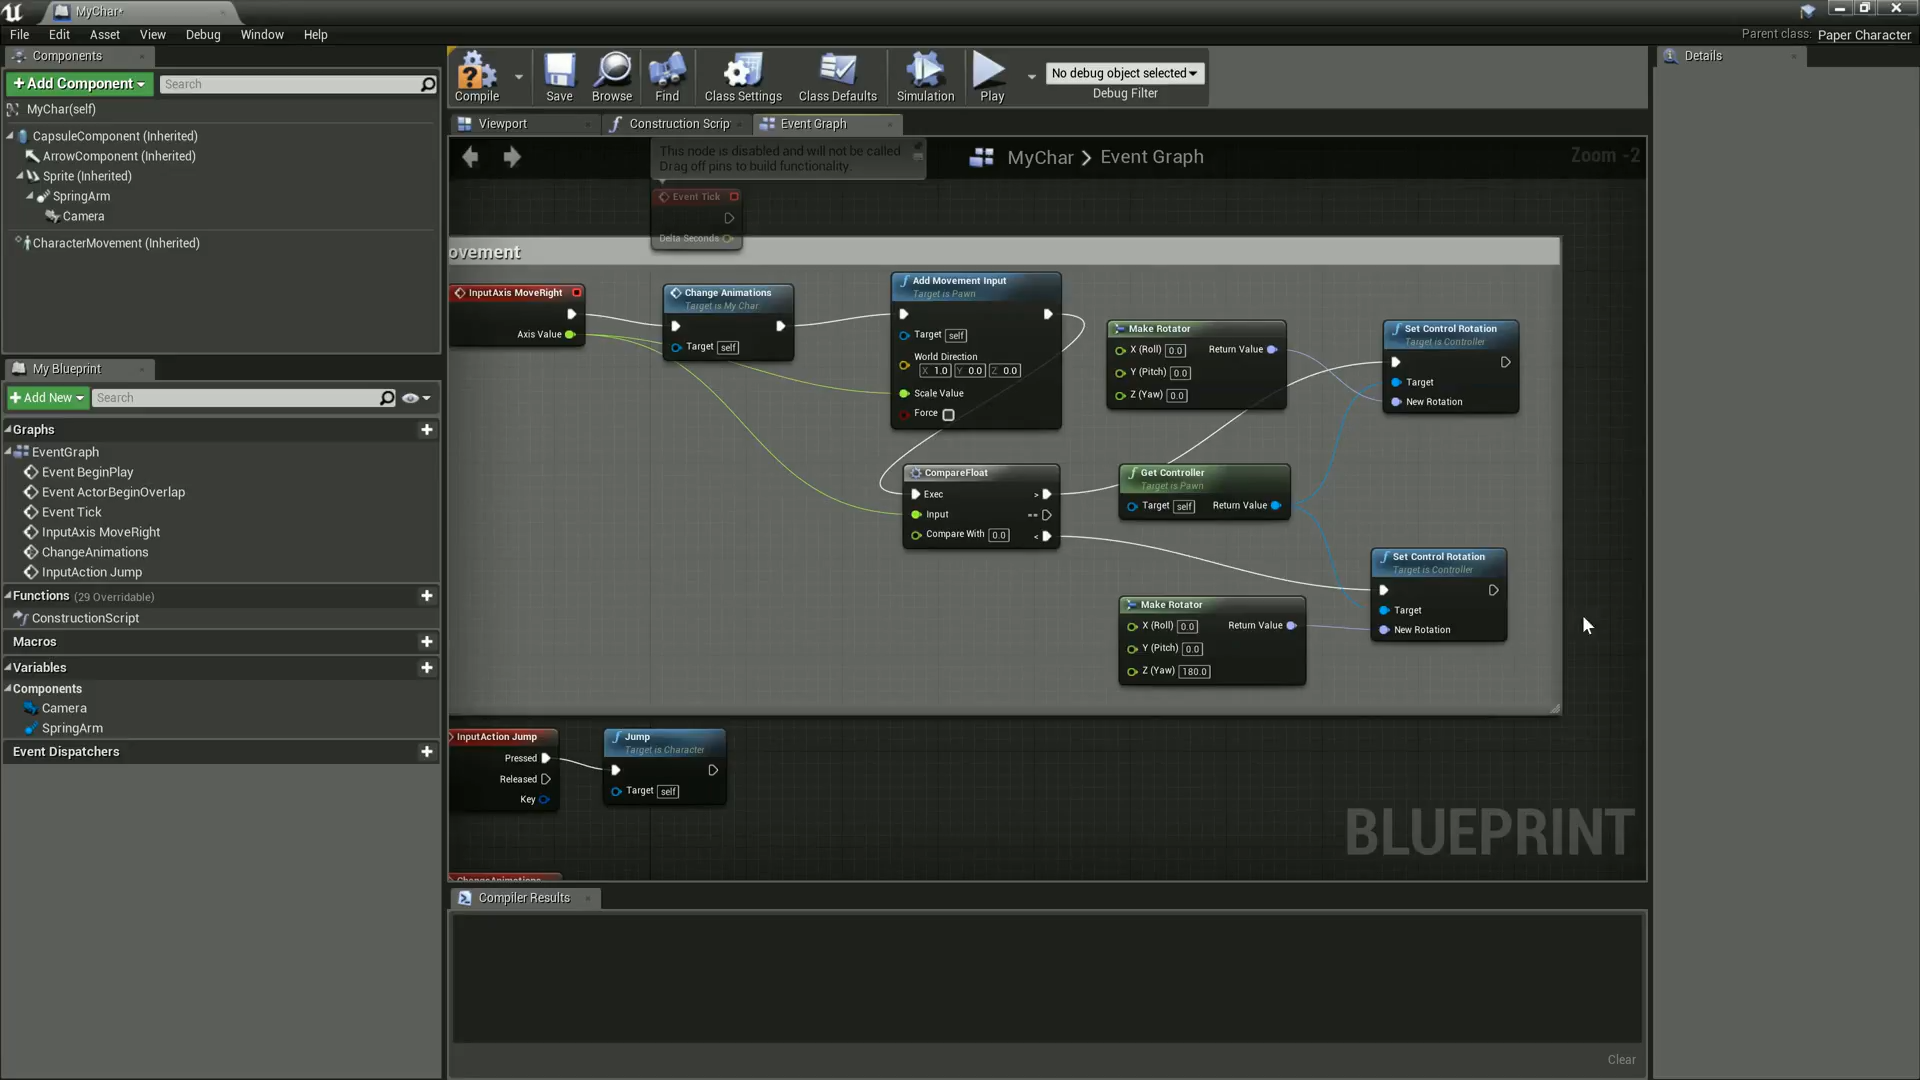 MyChar*
File Edit Asset View Debug Window Help
Parent class: Paper Character
Components
+ Add Component
Search
MyChar(self)
CapsuleComponent (Inherited)
ArrowComponent (Inherited)
Sprite (Inherited)
SpringArm
Camera
CharacterMovement (Inherited)
My Blueprint
+ Add New
Search
Graphs
EventGraph
Event BeginPlay
Event ActorBeginOverlap
Event Tick
InputAxis MoveRight
ChangeAnimations
InputAction Jump
Functions (29 Overridable)
ConstructionScript
Macros
Variables
Components
Camera
SpringArm
Event Dispatchers
Compile
Save
Browse
Find
Class Settings
Class Defaults
Simulation
Play
No debug object selected
Debug Filter
Viewport
Construction Scrip
Event Graph
MyChar > Event Graph
Zoom -2
This node is disabled and will not be called
Drag off pins to build functionality.
Event Tick
Delta Seconds
ovement
InputAxis MoveRight
Axis Value
Change Animations
Target is My Char
Target self
Add Movement Input
Target is Pawn
Target self
World Direction
X 1.0 Y 0.0 Z 0.0
Scale Value
Force
Make Rotator
X (Roll) 0.0 Return Value
Y (Pitch) 0.0
Z (Yaw) 0.0
Set Control Rotation
Target is Controller
Target
New Rotation
CompareFloat
Exec >
Input ==
Compare With 0.0 <
Get Controller
Target is Pawn
Target self Return Value
Set Control Rotation
Target is Controller
Target
New Rotation
Make Rotator
X (Roll) 0.0 Return Value
Y (Pitch) 0.0
Z (Yaw) 180.0
InputAction Jump
Pressed
Released
Key
Jump
Target is Character
Target self
ChangeAnimations
BLUEPRINT
Compiler Results
Clear
Details